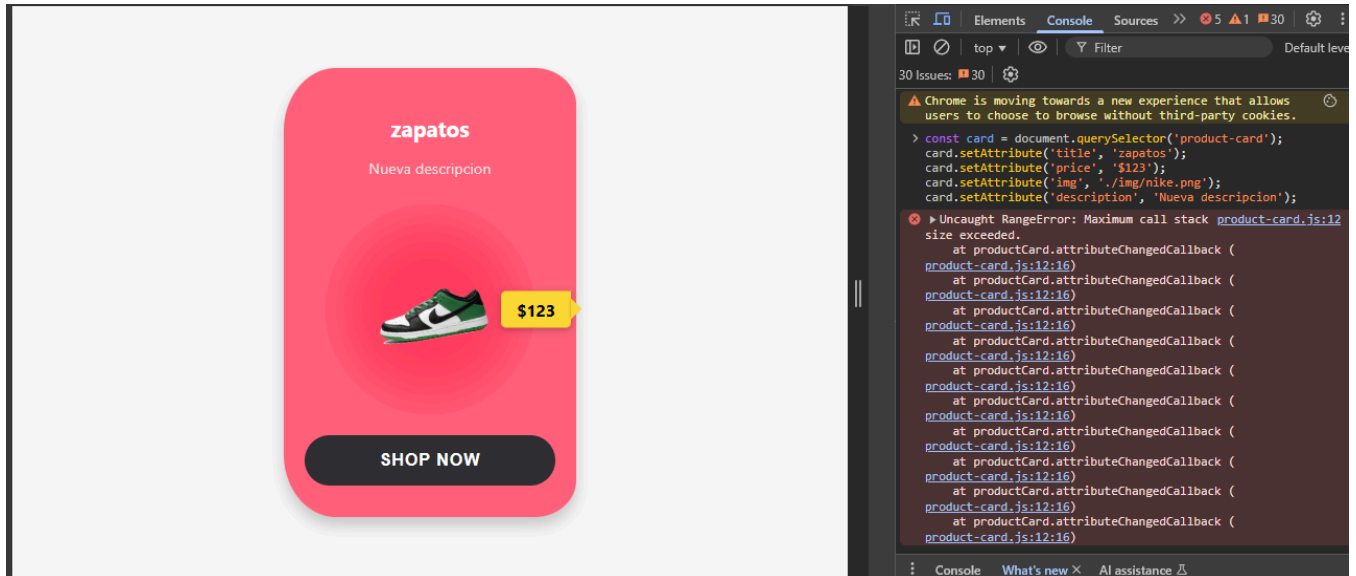 zapatos
Nueva descripcion
$123
SHOP NOW
Elements Console Sources 5 1 30
top Filter Default leve
30 Issues: 30
Chrome is moving towards a new experience that allows
users to choose to browse without third-party cookies.
> const card = document.querySelector('product-card');
card.setAttribute('title', 'zapatos');
card.setAttribute('price', '$123');
card.setAttribute('img', './img/nike.png');
card.setAttribute('description', 'Nueva descripcion');
Uncaught RangeError: Maximum call stack product-card.js:12
size exceeded.
at productCard.attributeChangedCallback (
product-card.js:12:16)
at productCard.attributeChangedCallback (
product-card.js:12:16)
at productCard.attributeChangedCallback (
product-card.js:12:16)
at productCard.attributeChangedCallback (
product-card.js:12:16)
at productCard.attributeChangedCallback (
product-card.js:12:16)
at productCard.attributeChangedCallback (
product-card.js:12:16)
at productCard.attributeChangedCallback (
product-card.js:12:16)
at productCard.attributeChangedCallback (
product-card.js:12:16)
at productCard.attributeChangedCallback (
product-card.js:12:16)
at productCard.attributeChangedCallback (
product-card.js:12:16)
Console What's new × AI assistance